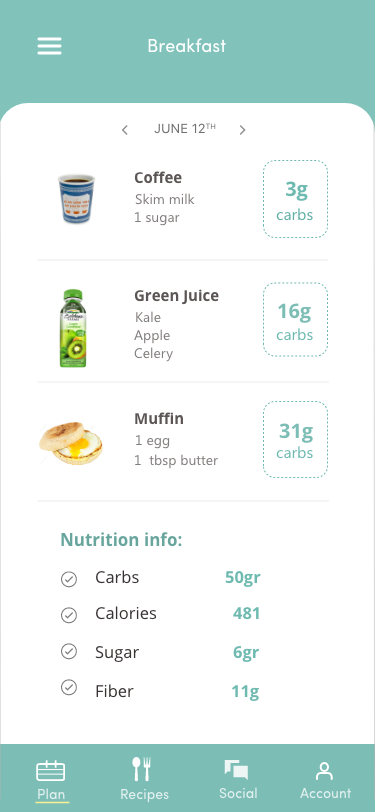 Breakfast
JUNE 12TH
Coffee
Skim milk
1 sugar
3g
carbs
Green Juice
Kale
Apple
Celery
16g
carbs
Muffin
1 egg
1 tbsp butter
31g
carbs
Nutrition info:
Carbs 50gr
Calories 481
Sugar 6gr
Fiber 11g
Plan
Recipes
Social
Account